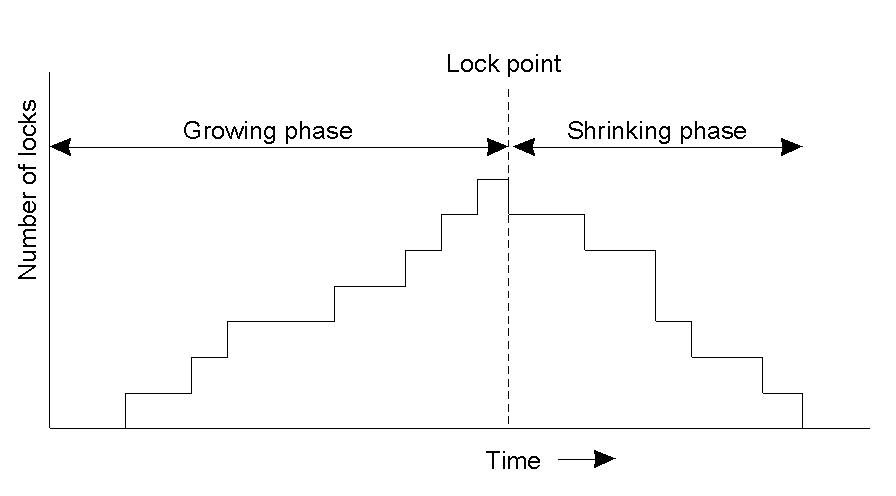 Lock point
Growing phase
Shrinking phase
Number of locks
Time